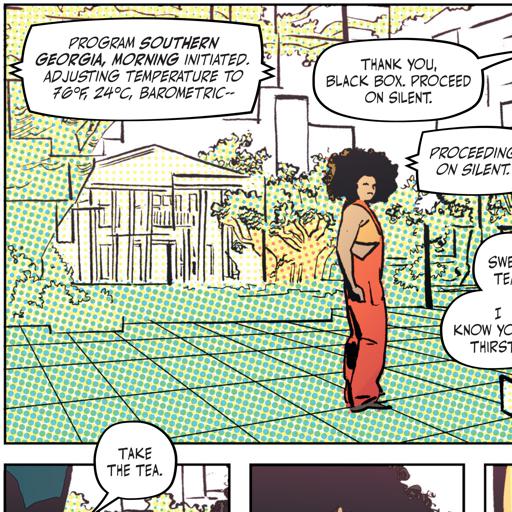 PROGRAM SOUTHERN
GEORGIA, MORNING INITIATED.
ADJUSTING TEMPERATURE TO
76°F, 24°C, BAROMETRIC--
THANK YOU,
BLACK BOX. PROCEED
ON SILENT.
PROCEEDING
ON SILENT.
I
THIRST
TAKE
THE TEA.